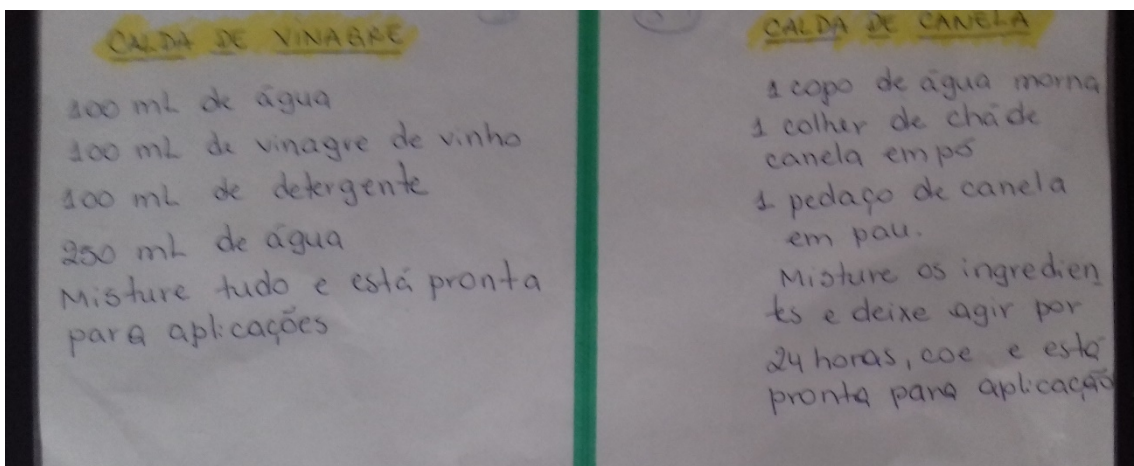 CALDA DE VINAGRE
100 mL de água
100 mL de vinagre de vinho
100 mL de detergente
250 mL de água
Misture tudo e está pronta
para aplicações
CALDA DE CANELA
1 copo de água morna
1 colher de chá de
canela em pó
1 pedaço de canela
em pau.
Misture os ingredien
tes e deixe agir por
24 horas, coe e está
pronta para aplicação